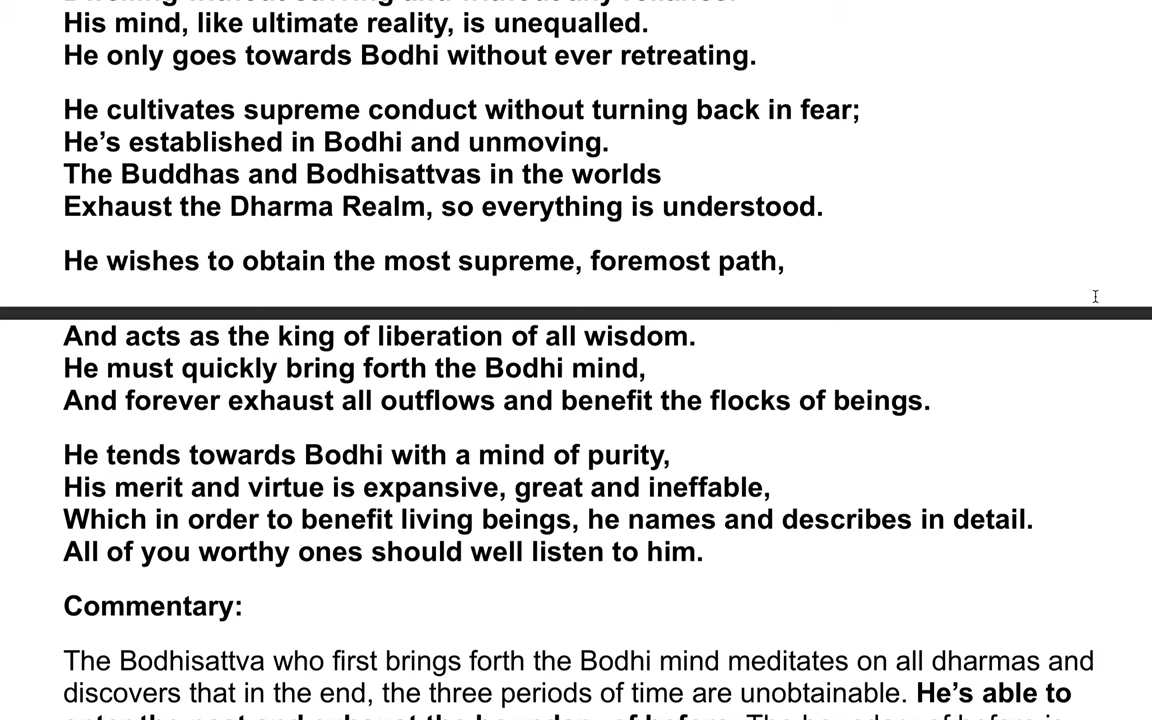 His mind, like ultimate reality, is unequalled.
He only goes towards Bodhi without ever retreating.
He cultivates supreme conduct without turning back in fear;
He’s established in Bodhi and unmoving.
The Buddhas and Bodhisattvas in the worlds
Exhaust the Dharma Realm, so everything is understood.
He wishes to obtain the most supreme, foremost path,
And acts as the king of liberation of all wisdom.
He must quickly bring forth the Bodhi mind,
And forever exhaust all outflows and benefit the flocks of beings.
He tends towards Bodhi with a mind of purity,
His merit and virtue is expansive, great and ineffable,
Which in order to benefit living beings, he names and describes in detail.
All of you worthy ones should well listen to him.
Commentary:
The Bodhisattva who first brings forth the Bodhi mind meditates on all dharmas and
discovers that in the end, the three periods of time are unobtainable. He’s able to